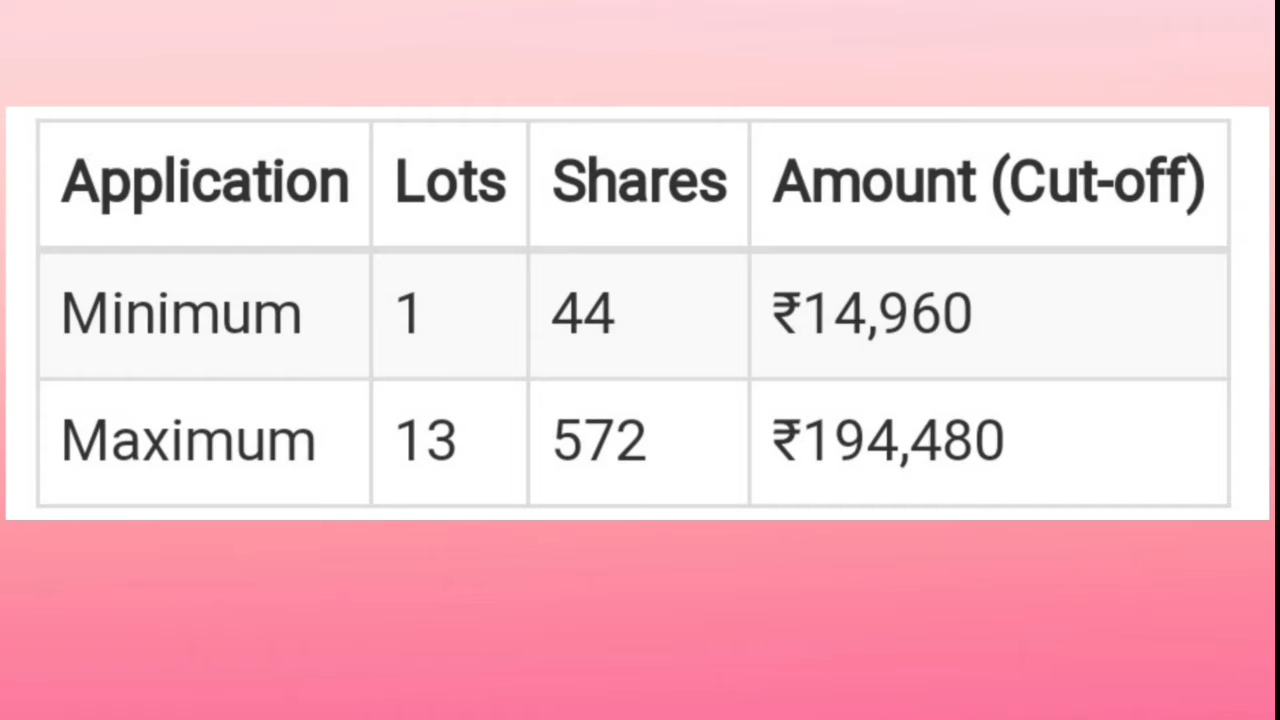 Application Lots Shares Amount (Cut-off)
Minimum 1 44 ₹14,960
Maximum 13 572 ₹194,480